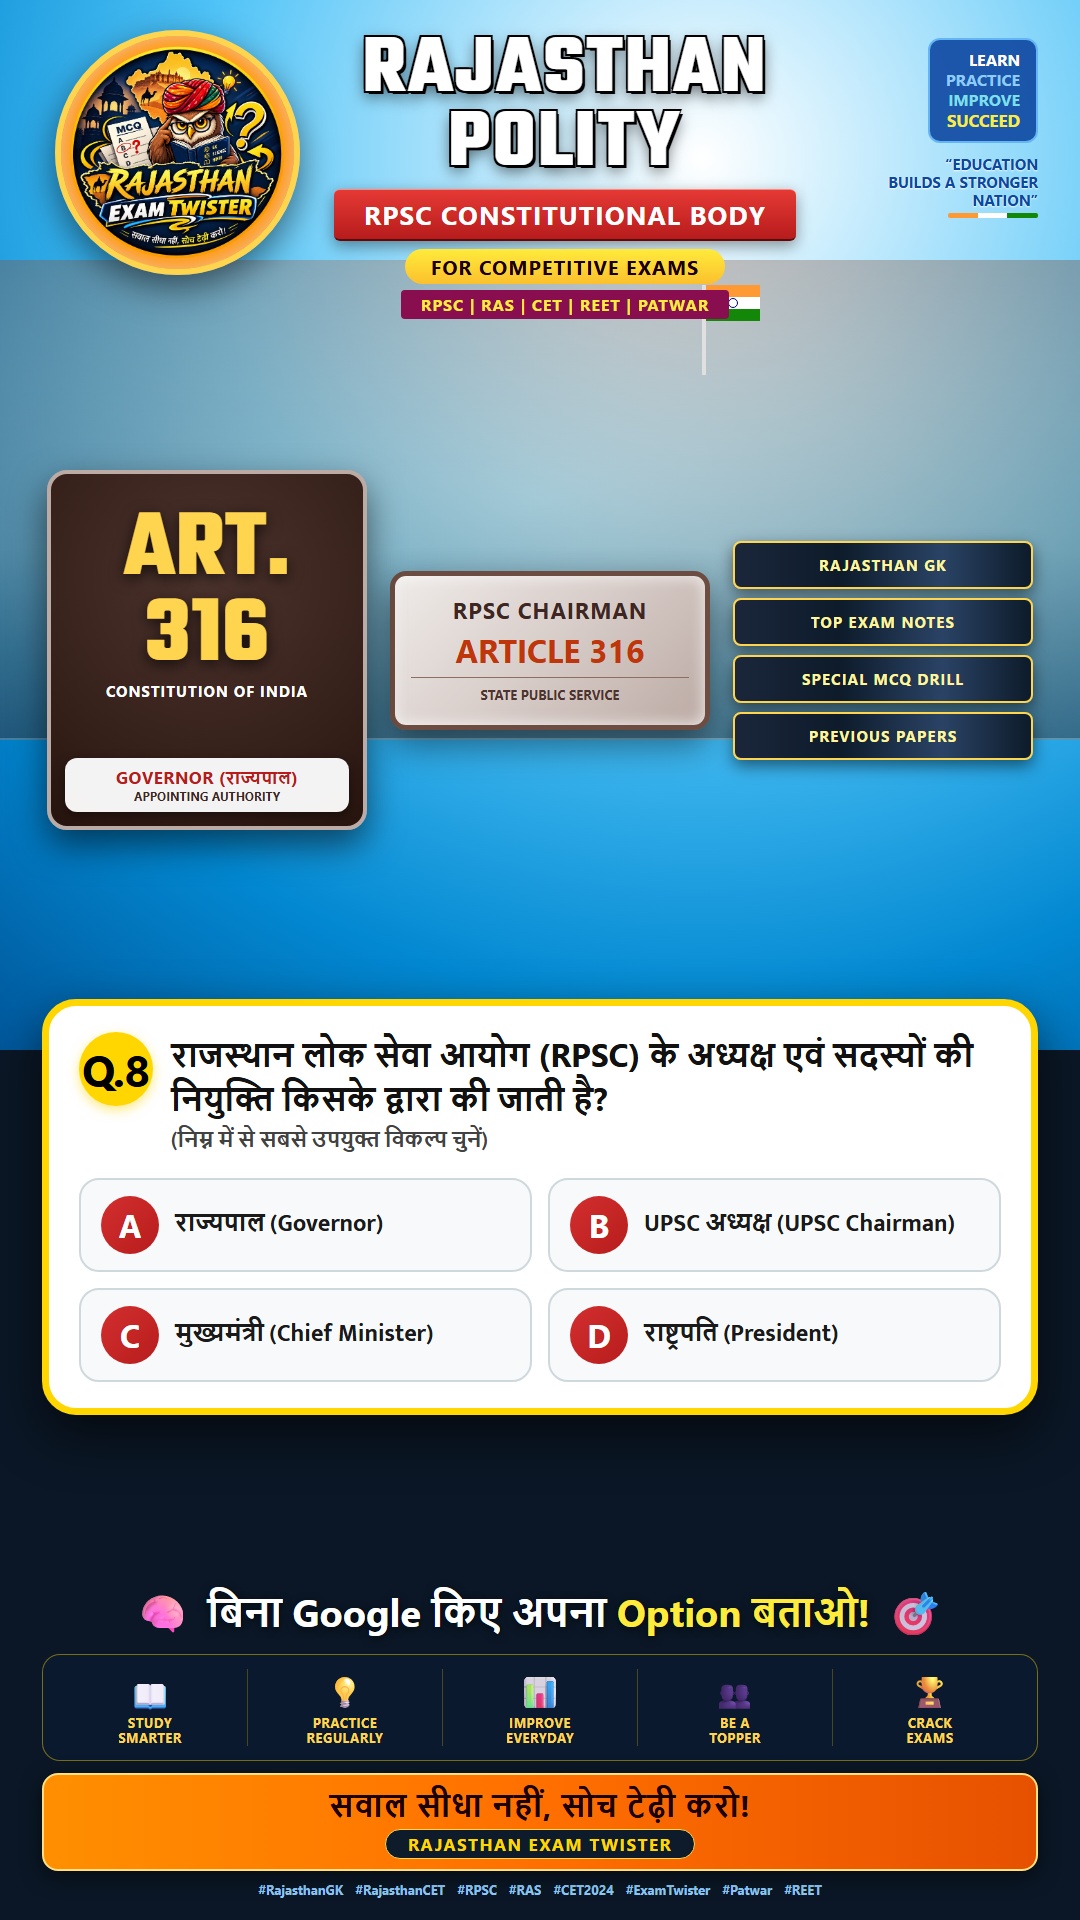 MCQ
A
B ?
C
D
RAJASTHAN
EXAM TWISTER
सवाल सीधा नहीं, सोच टेढ़ी करो!
RAJASTHAN
POLITY
RPSC CONSTITUTIONAL BODY
FOR COMPETITIVE EXAMS
RPSC | RAS | CET | REET | PATWAR
LEARN
PRACTICE
IMPROVE
SUCCEED
“EDUCATION
BUILDS A STRONGER
NATION”
ART.
316
CONSTITUTION OF INDIA
GOVERNOR (राज्यपाल)
APPOINTING AUTHORITY
RPSC CHAIRMAN
ARTICLE 316
STATE PUBLIC SERVICE
RAJASTHAN GK
TOP EXAM NOTES
SPECIAL MCQ DRILL
PREVIOUS PAPERS
Q.8 राजस्थान लोक सेवा आयोग (RPSC) के अध्यक्ष एवं सदस्यों की
नियुक्ति किसके द्वारा की जाती है?
(निम्न में से सबसे उपयुक्त विकल्प चुनें)
A राज्यपाल (Governor)
B UPSC अध्यक्ष (UPSC Chairman)
C मुख्यमंत्री (Chief Minister)
D राष्ट्रपति (President)
बिना Google किए अपना Option बताओ!
STUDY
SMARTER
PRACTICE
REGULARLY
IMPROVE
EVERYDAY
BE A
TOPPER
CRACK
EXAMS
सवाल सीधा नहीं, सोच टेढ़ी करो!
RAJASTHAN EXAM TWISTER
#RajasthanGK #RajasthanCET #RPSC #RAS #CET2024 #ExamTwister #Patwar #REET